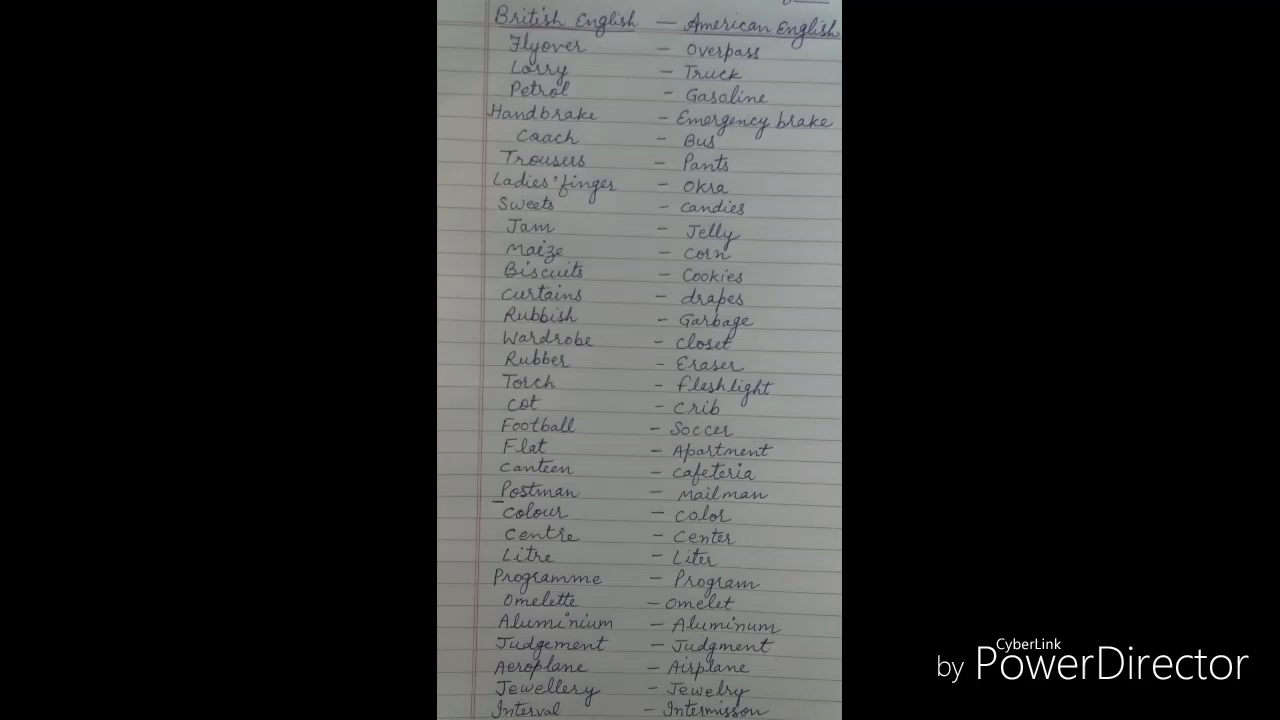 British English — American English
Flyover — Overpass
Lorry — Truck
Petrol — Gasoline
Handbrake — Emergency brake
Coach — Bus
Trousers — Pants
Ladies' finger — Okra
Sweets — candies
Jam — Jelly
Maize — Corn
Biscuits — Cookies
Curtains — drapes
Rubbish — Garbage
Wardrobe — Closet
Rubber — Eraser
Torch — Fleshlight
Cot — Crib
Football — Soccer
Flat — Apartment
Canteen — Cafeteria
Postman — Mailman
Colour — Color
Centre — Center
Litre — Liter
Programme — Program
Omelette — Omelet
Aluminium — Aluminum
Judgement — Judgment
Aeroplane — Airplane
Jewellery — Jewelry
Interval — Intermisson
CyberLink
by PowerDirector